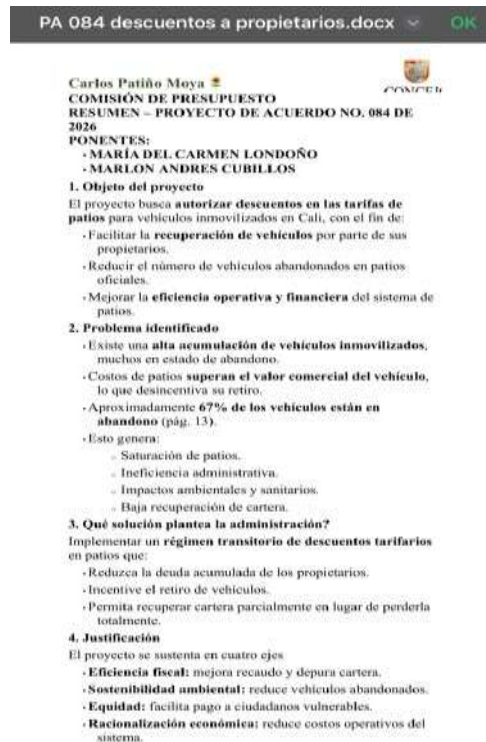 PA 084 descuentos a propietarios.docx
OK
Carlos Patiño Moya
COMISIÓN DE PRESUPUESTO
RESUMEN – PROYECTO DE ACUERDO NO. 084 DE
2026
PONENTES:
· MARÍA DEL CARMEN LONDOÑO
· MARLON ANDRES CUBILLOS
1. Objeto del proyecto
El proyecto busca autorizar descuentos en las tarifas de
patios para vehículos inmovilizados en Cali, con el fin de:
· Facilitar la recuperación de vehículos por parte de sus
propietarios.
· Reducir el número de vehículos abandonados en patios
oficiales.
· Mejorar la eficiencia operativa y financiera del sistema de
patios.
2. Problema identificado
· Existe una alta acumulación de vehículos inmovilizados,
muchos en estado de abandono.
· Costos de patios superan el valor comercial del vehículo,
lo que desincentiva su retiro.
· Aproximadamente 67% de los vehículos están en
abandono (pág. 13).
· Esto genera:
○ Saturación de patios.
○ Ineficiencia administrativa.
○ Impactos ambientales y sanitarios.
○ Baja recuperación de cartera.
3. Qué solución plantea la administración?
Implementar un régimen transitorio de descuentos tarifarios
en patios que:
· Reduzca la deuda acumulada de los propietarios.
· Incentive el retiro de vehículos.
· Permita recuperar cartera parcialmente en lugar de perderla
totalmente.
4. Justificación
El proyecto se sustenta en cuatro ejes
· Eficiencia fiscal: mejora recaudo y depura cartera.
· Sostenibilidad ambiental: reduce vehículos abandonados.
· Equidad: facilita pago a ciudadanos vulnerables.
· Racionalización económica: reduce costos operativos del
sistema.